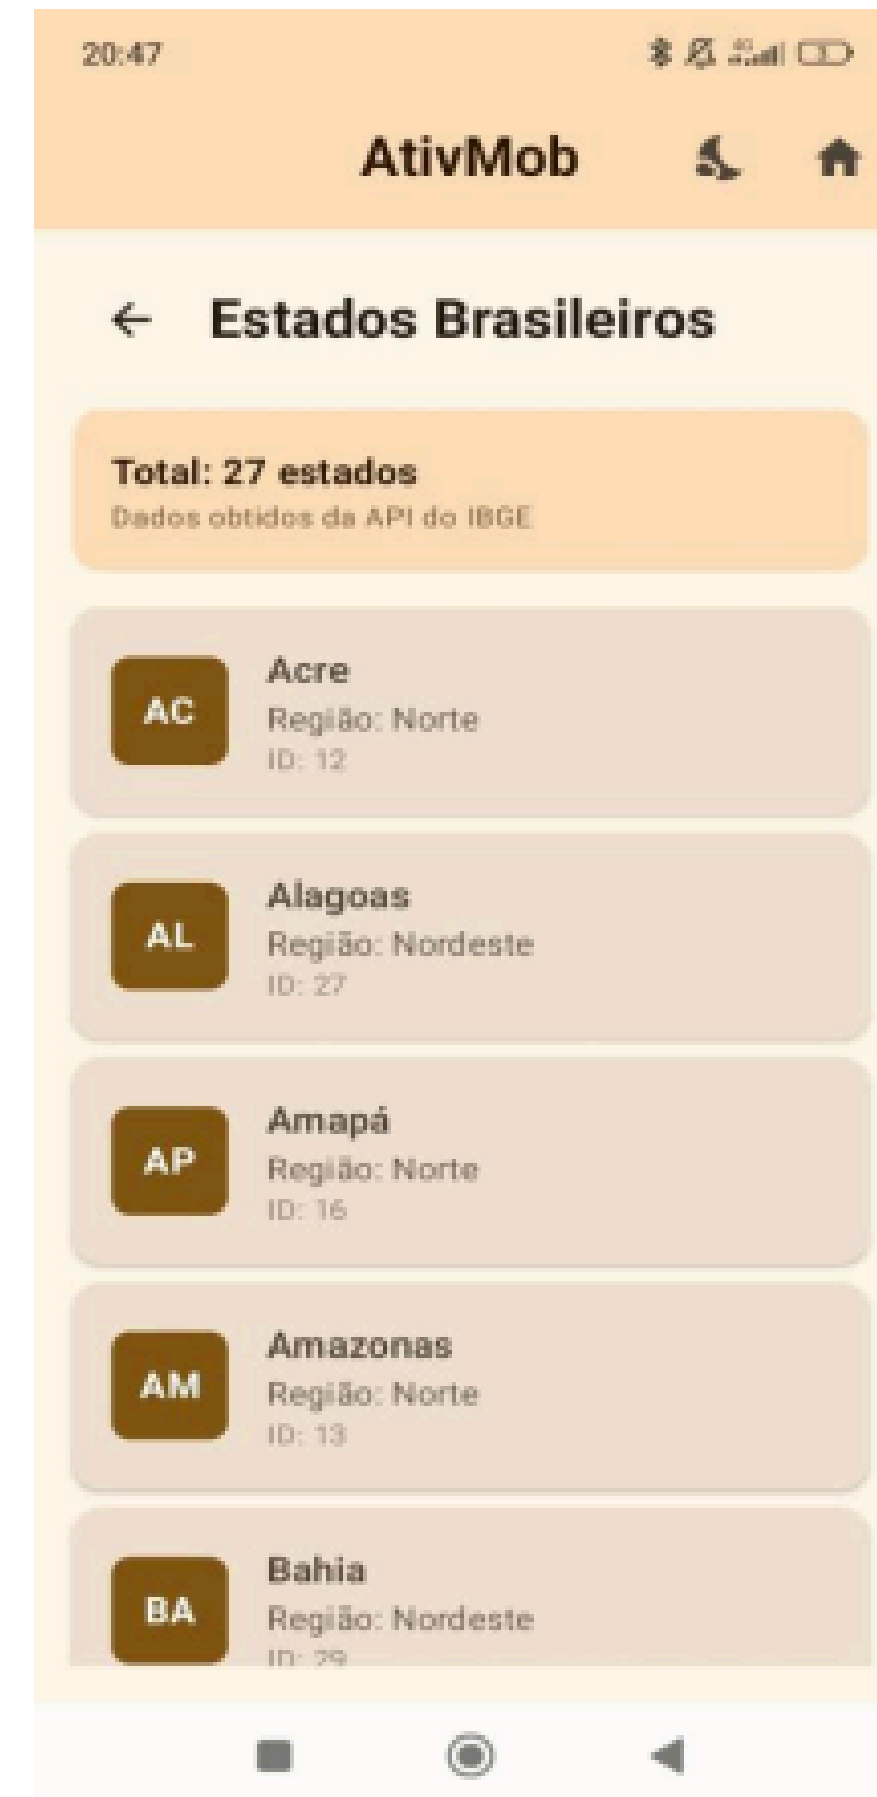 20:47
AtivMob
Estados Brasileiros
Total: 27 estados
Dados obtidos da API do IBGE
AC
Acre
Região: Norte
ID: 12
AL
Alagoas
Região: Nordeste
ID: 27
AP
Amapá
Região: Norte
ID: 16
AM
Amazonas
Região: Norte
ID: 13
BA
Bahia
Região: Nordeste
ID: 29